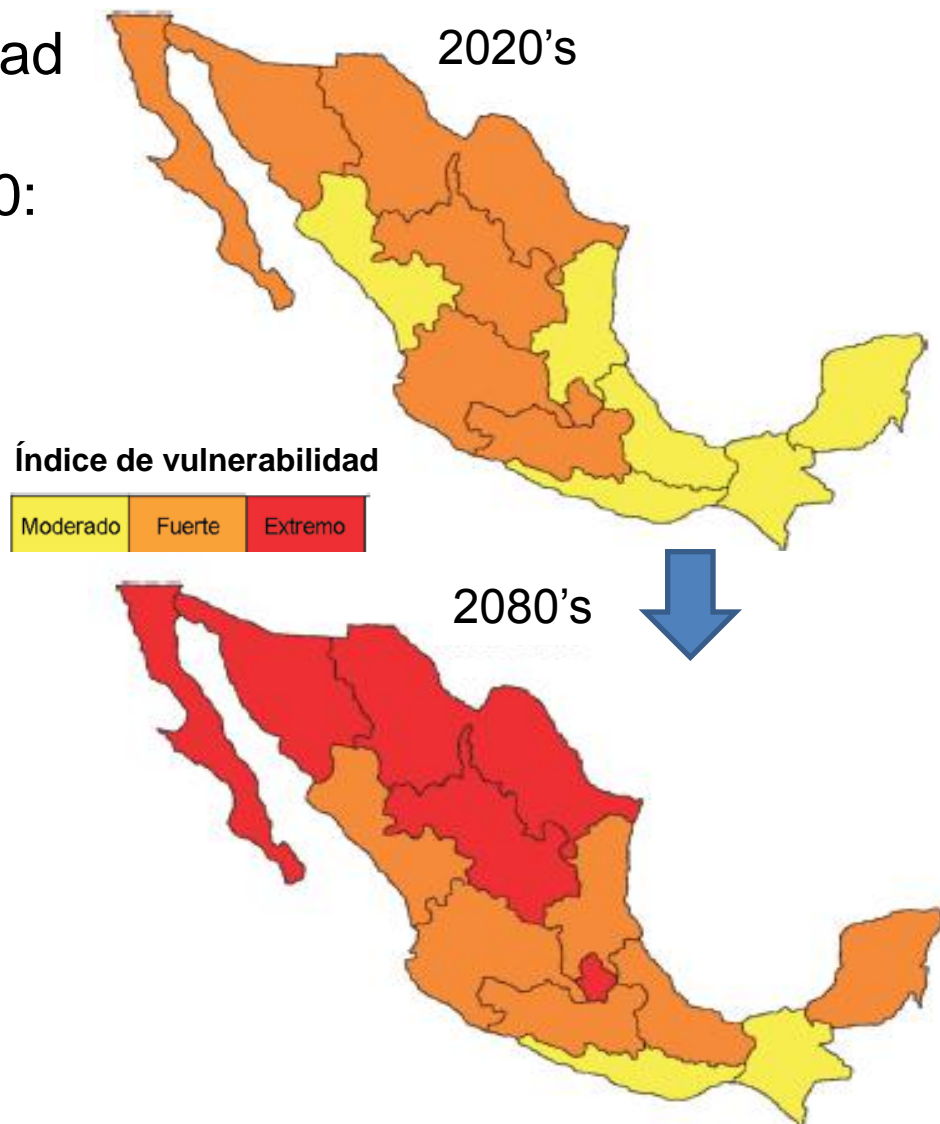 ad
2020's
0:
Índice de vulnerabilidad
Moderado Fuerte Extremo
2080's